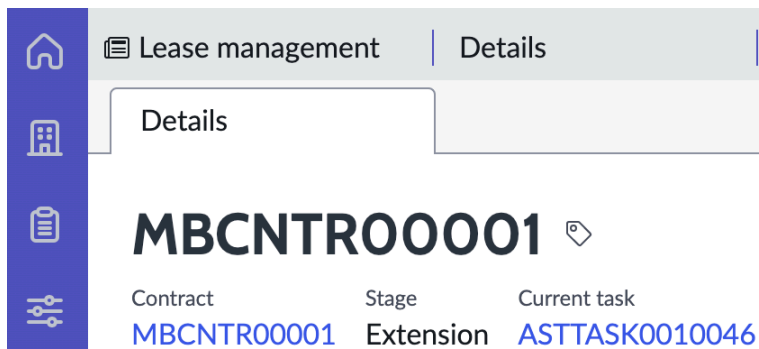 Lease management Details
Details
MBCNTR00001
Contract Stage Current task
MBCNTR00001 Extension ASTTASK0010046